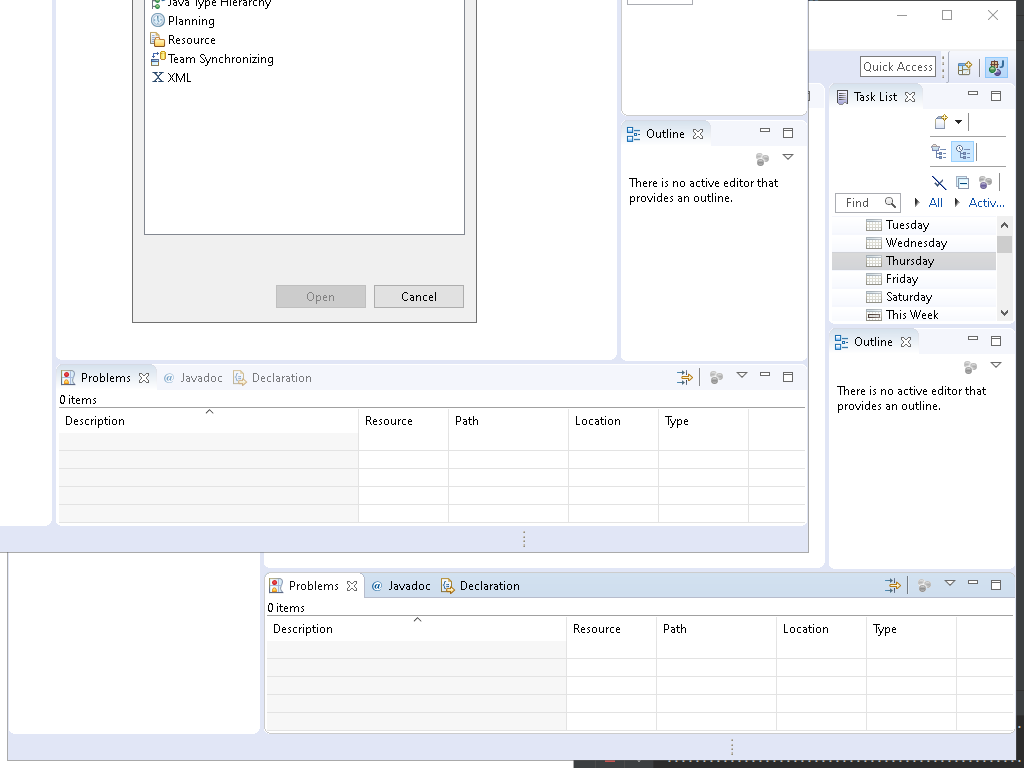 Java Type Hierarchy
Planning
Resource
Team Synchronizing
XML
Open
Cancel
Outline
There is no active editor that
provides an outline.
Problems
@ Javadoc
Declaration
0 items
Description
Resource
Path
Location
Type
Quick Access
Task List
Find
All
Activ...
Tuesday
Wednesday
Thursday
Friday
Saturday
This Week
Outline
There is no active editor that
provides an outline.
Problems
@ Javadoc
Declaration
0 items
Description
Resource
Path
Location
Type